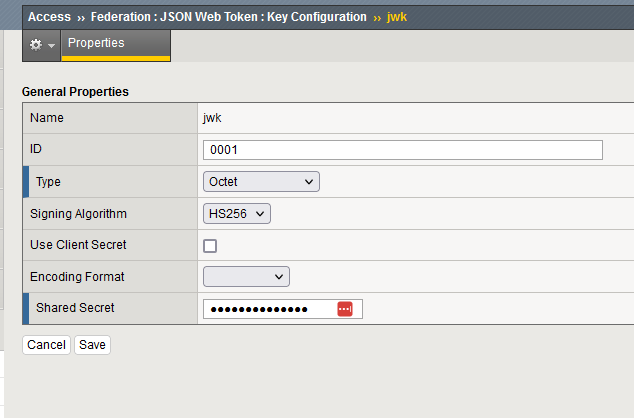 Access ›› Federation : JSON Web Token : Key Configuration ›› jwk
Properties
General Properties
Name jwk
ID 0001
Type Octet
Signing Algorithm HS256
Use Client Secret
Encoding Format
Shared Secret ••••••••••••••
Cancel Save